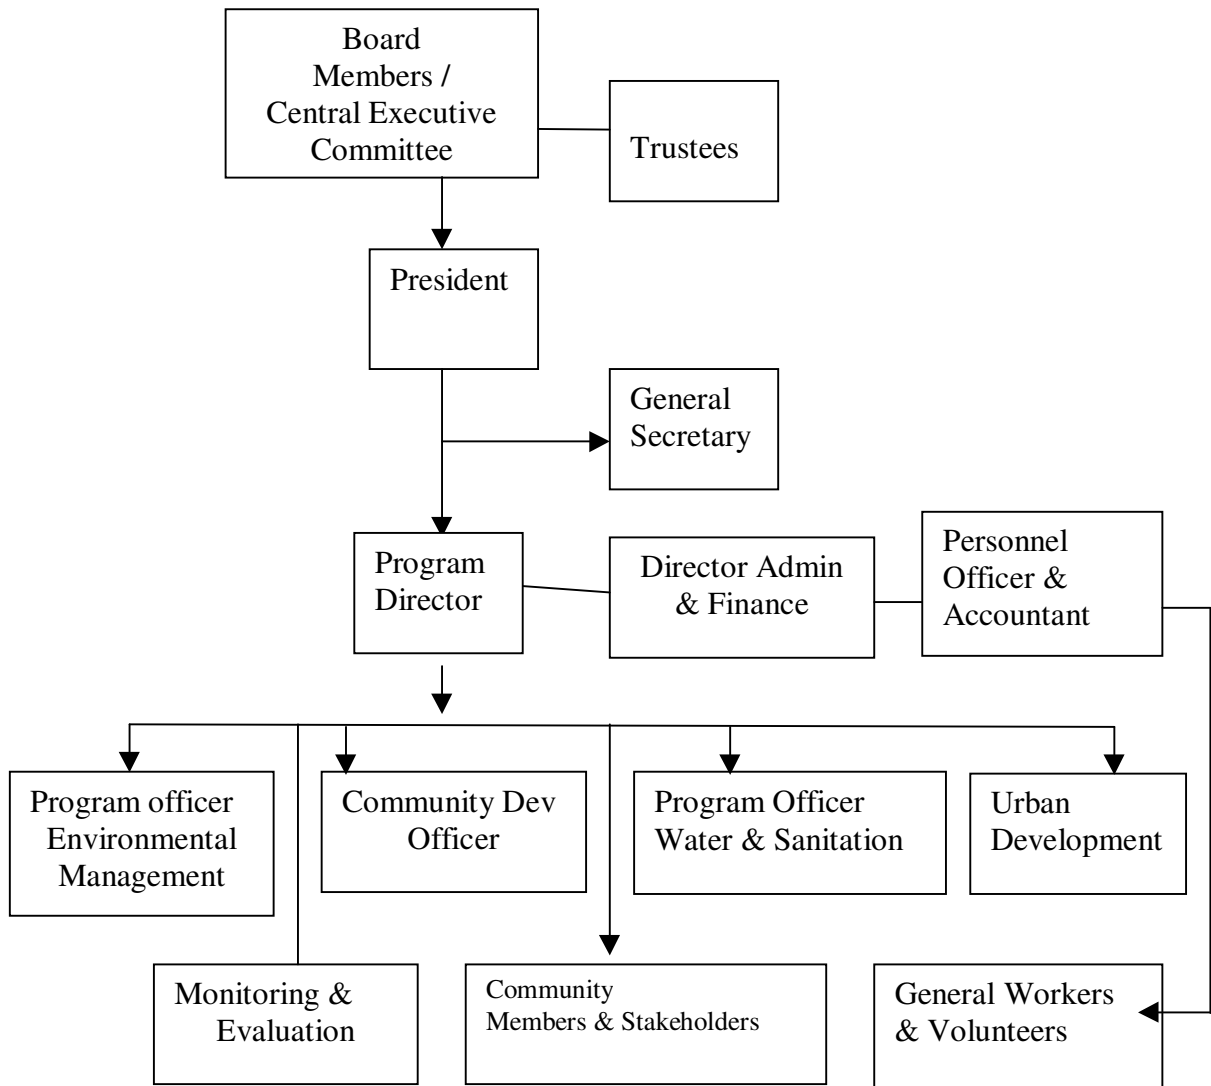 Board
Members /
Central Executive
Committee
Trustees
President
General
Secretary
Program
Director
Director Admin
& Finance
Personnel
Officer &
Accountant
Program officer
Environmental
Management
Community Dev
Officer
Program Officer
Water & Sanitation
Urban
Development
Monitoring &
Evaluation
Community
Members & Stakeholders
General Workers
& Volunteers